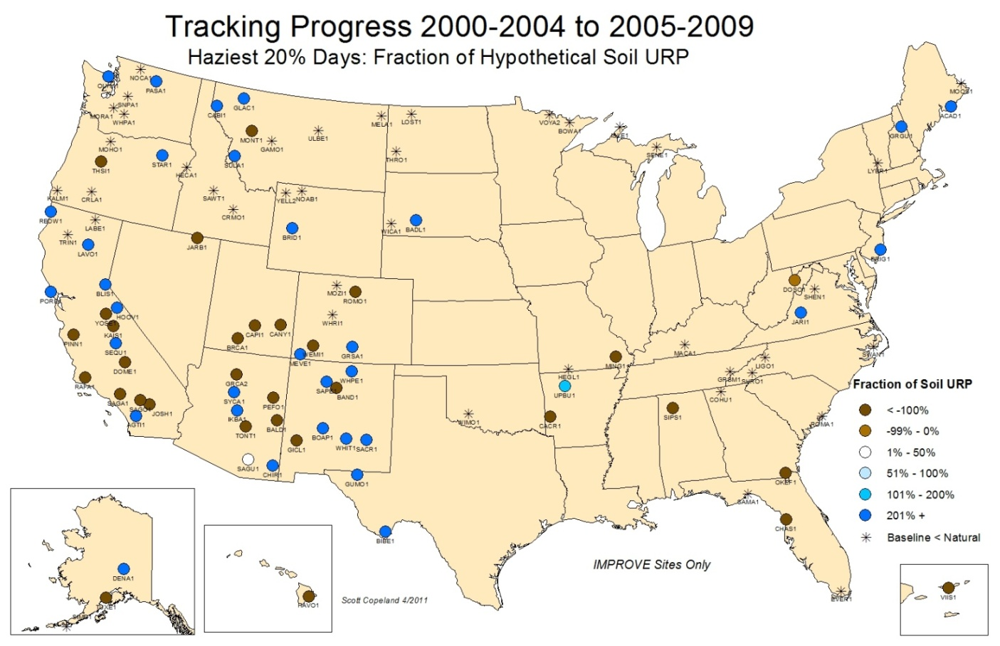 Tracking Progress 2000-2004 to 2005-2009
Haziest 20% Days: Fraction of Hypothetical Soil URP
NOCA1
PASA1
SNPA1
MORA1
WHPA1
MOHO1
THSI1
STAR1
HECA1
KALM1
CRLA1
CABI1
GLAC1
MONT1
GAMO1
ULBE1
SULA1
SAWT1
CRMO1
YELL2
NOAB1
BRID1
MELA1
LOST1
THRO1
WICA1
BADL1
VOYA2
BOWA1
ISLE1
SENE1
MOOS1
ACAD1
GRGU1
LYBR1
BRIG1
DOSO1
SHEN1
JARI1
SWAN1
REDW1
LABE1
TRIN1
LAVO1
JARB1
BLIS1
PORE1
HOOV1
YOSE1
KAIS1
PINN1
SEQU1
DOME1
RAFA1
SAGA1
SAGO1
JOSH1
AGTI1
MOZI1
ROMO1
WHRI1
CAPI1
CANY1
BRCA1
WEMI1
MEVE1
GRSA1
WHPE1
GRCA2
SYCA1
IKBA1
PEFO1
SAPE1
BAND1
TONT1
BALD1
GICL1
BOAP1
WHIT1
SACR1
SAGU1
CHIR1
GUMO1
BIBE1
WIMO1
MING1
HEGL1
UPBU1
CACR1
MACA1
LIGO1
GRSM1
SHRO1
COHU1
SIPS1
ROMA1
OKEF1
SAMA1
CHAS1
EVER1
Fraction of Soil URP
< -100%
-99% - 0%
1% - 50%
51% - 100%
101% - 200%
201% +
Baseline < Natural
DENA1
TUXE1
SIME1
HAVO1
Scott Copeland 4/2011
IMPROVE Sites Only
VIIS1